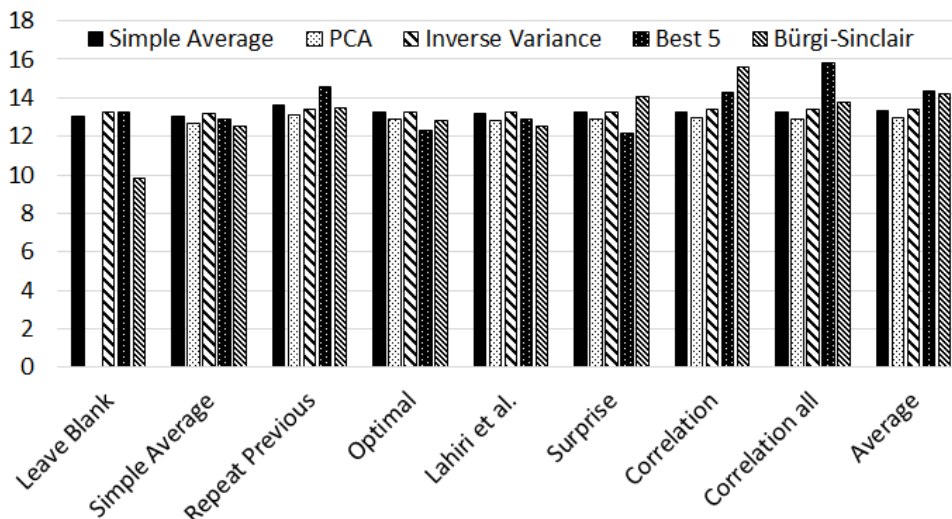 18
16
14
12
10
8
6
4
2
0
Simple Average PCA Inverse Variance Best 5 Bürgi-Sinclair
Leave Blank
Simple Average
Repeat Previous
Optimal
Lahiri et al.
Surprise
Correlation
Correlation all
Average